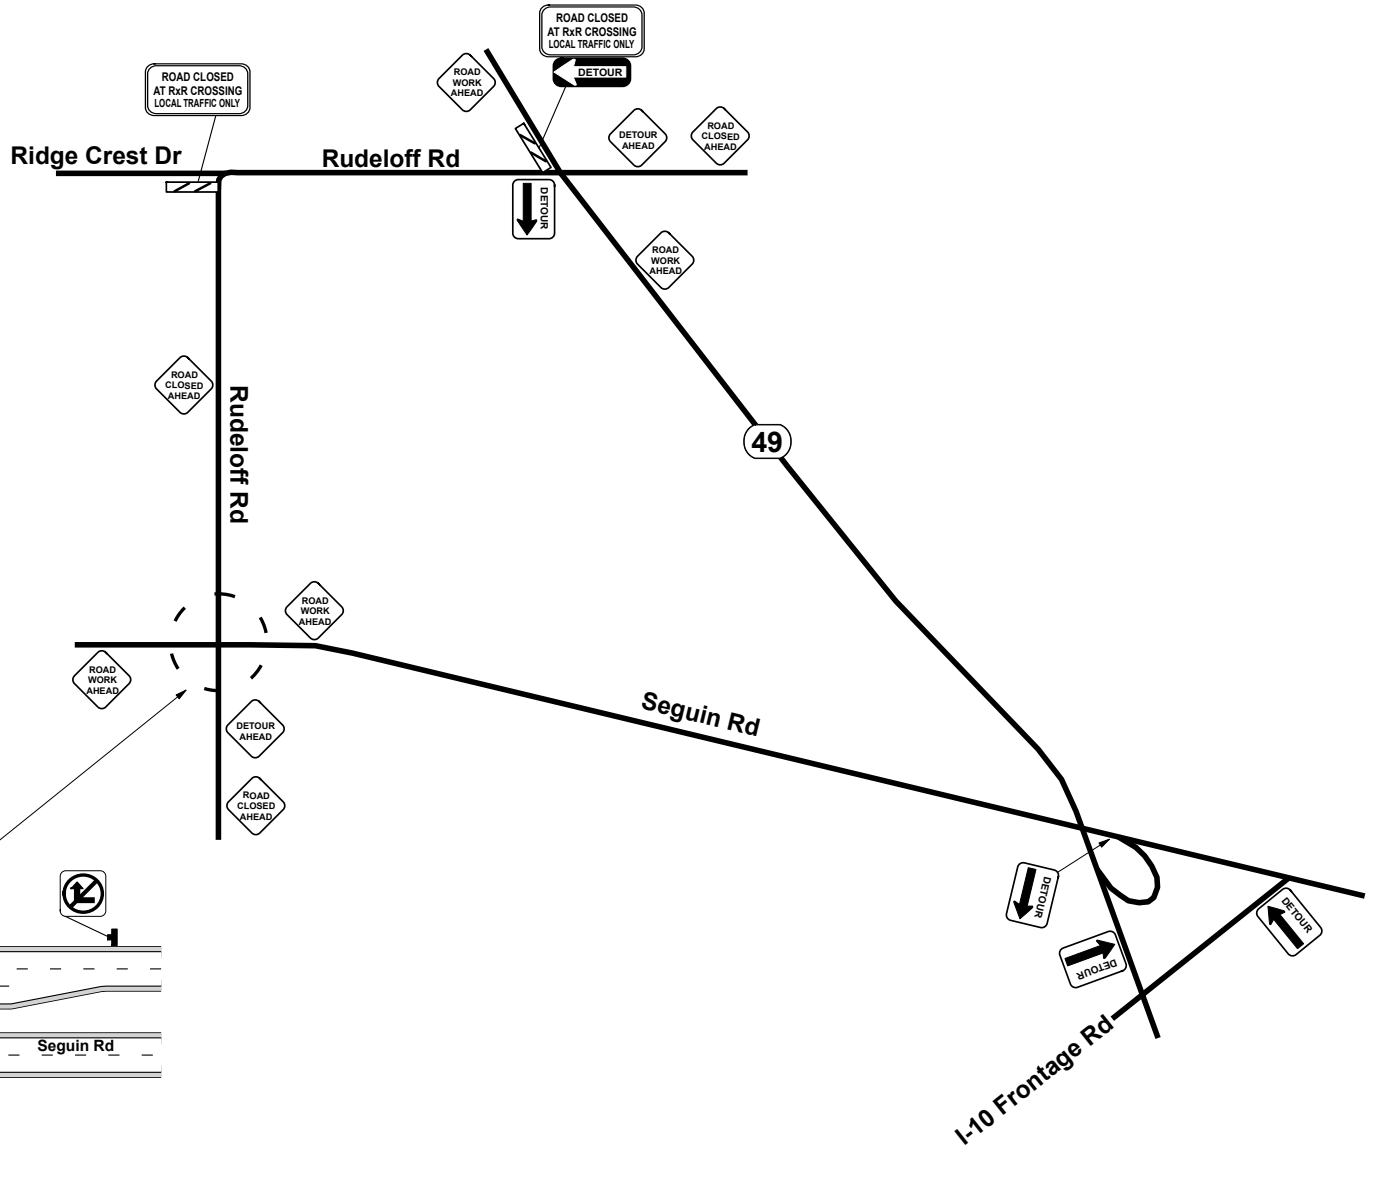 ROAD CLOSED
AT RxR CROSSING
LOCAL TRAFFIC ONLY
DETOUR
ROAD
WORK
AHEAD
ROAD CLOSED
AT RxR CROSSING
LOCAL TRAFFIC ONLY
DETOUR
AHEAD
ROAD
CLOSED
AHEAD
Ridge Crest Dr
Rudeloff Rd
DETOUR
ROAD
WORK
AHEAD
ROAD
CLOSED
AHEAD
Rudeloff Rd
49
ROAD
WORK
AHEAD
ROAD
WORK
AHEAD
Seguin Rd
DETOUR
AHEAD
ROAD
CLOSED
AHEAD
DETOUR
DETOUR
DETOUR
Seguin Rd
I-10 Frontage Rd